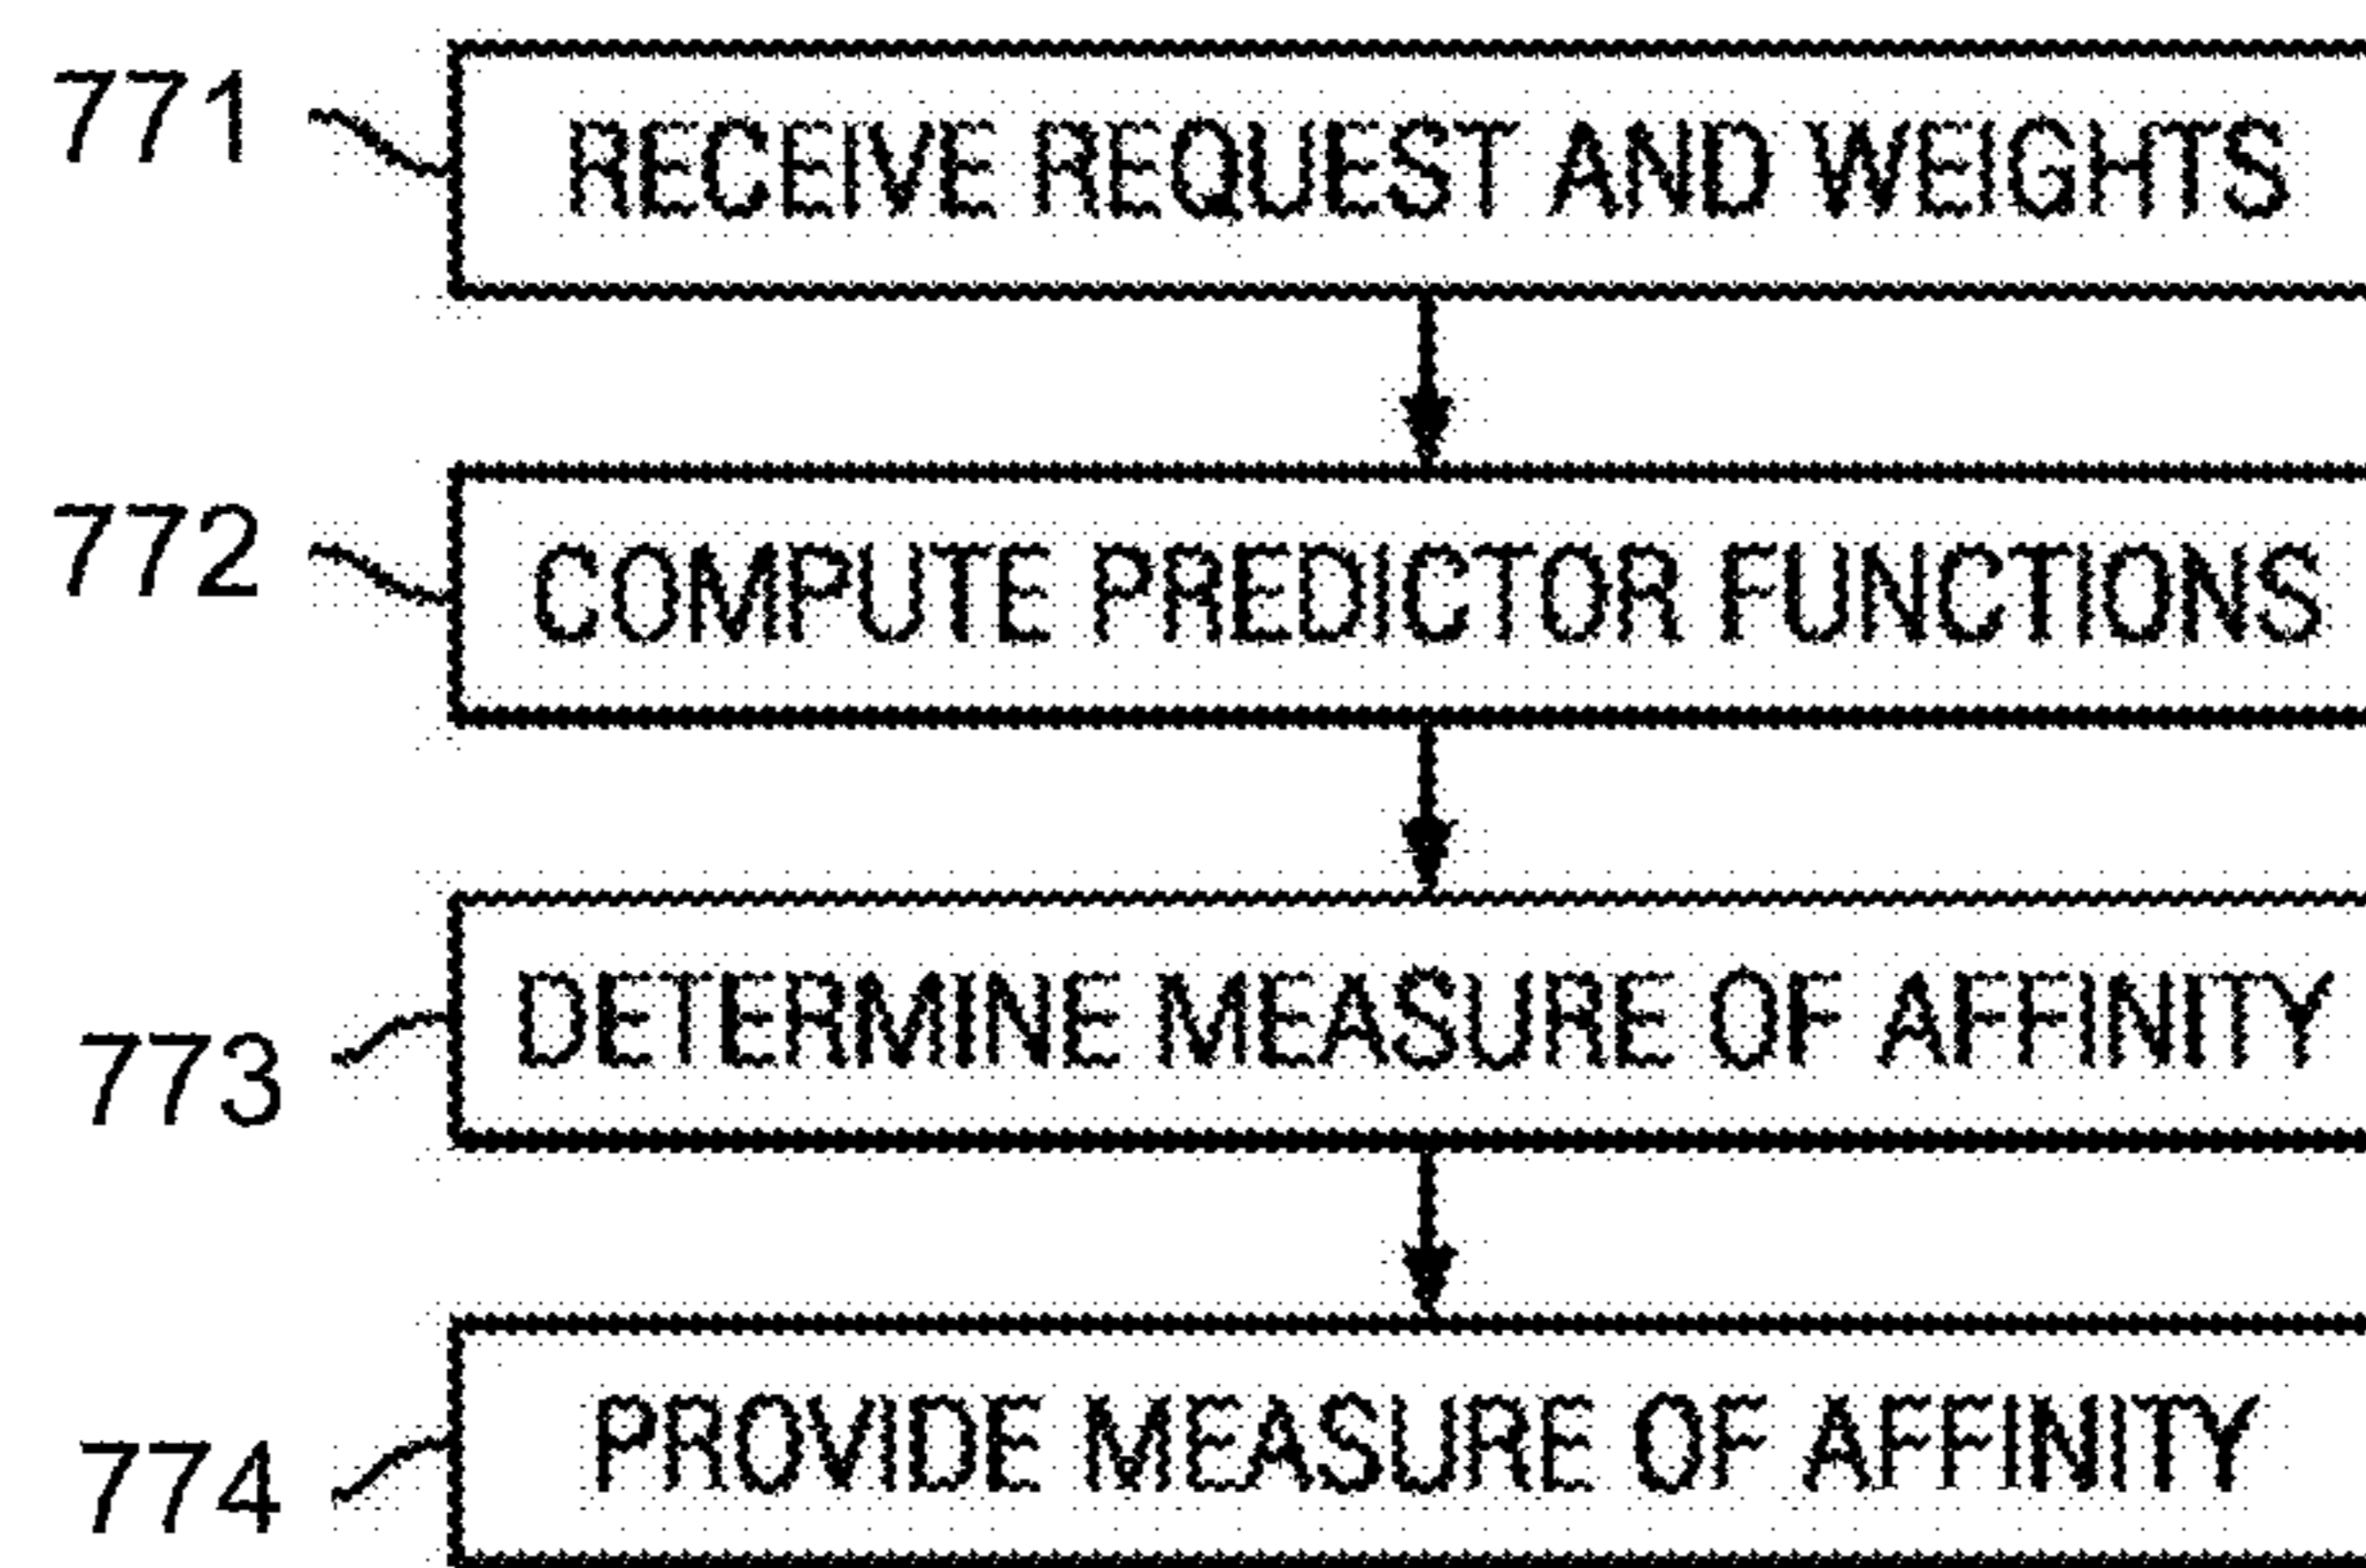 771 RECEIVE REQUEST AND WEIGHTS
772 COMPUTE PREDICTOR FUNCTIONS
773 DETERMINE MEASURE OF AFFINITY
774 PROVIDE MEASURE OF AFFINITY